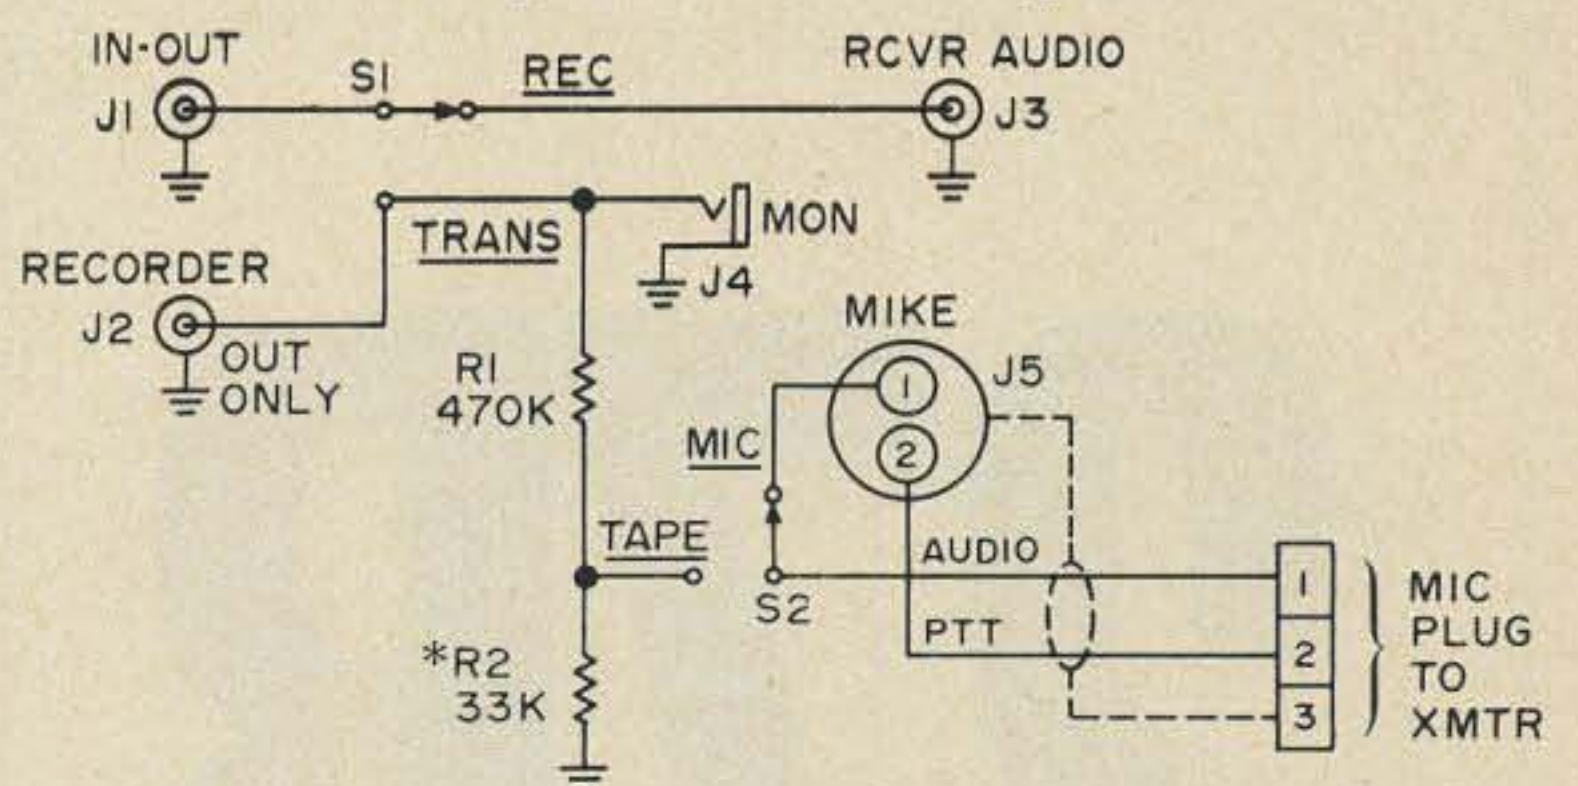 IN-OUT
J1
S1
REC
RCVR AUDIO
J3
TRANS
MON
J4
RECORDER
J2
OUT
ONLY
R1
470K
MIKE
J5
1
2
MIC
TAPE
S2
AUDIO
PTT
*R2
33K
1
2
3
MIC
PLUG
TO
XMTR